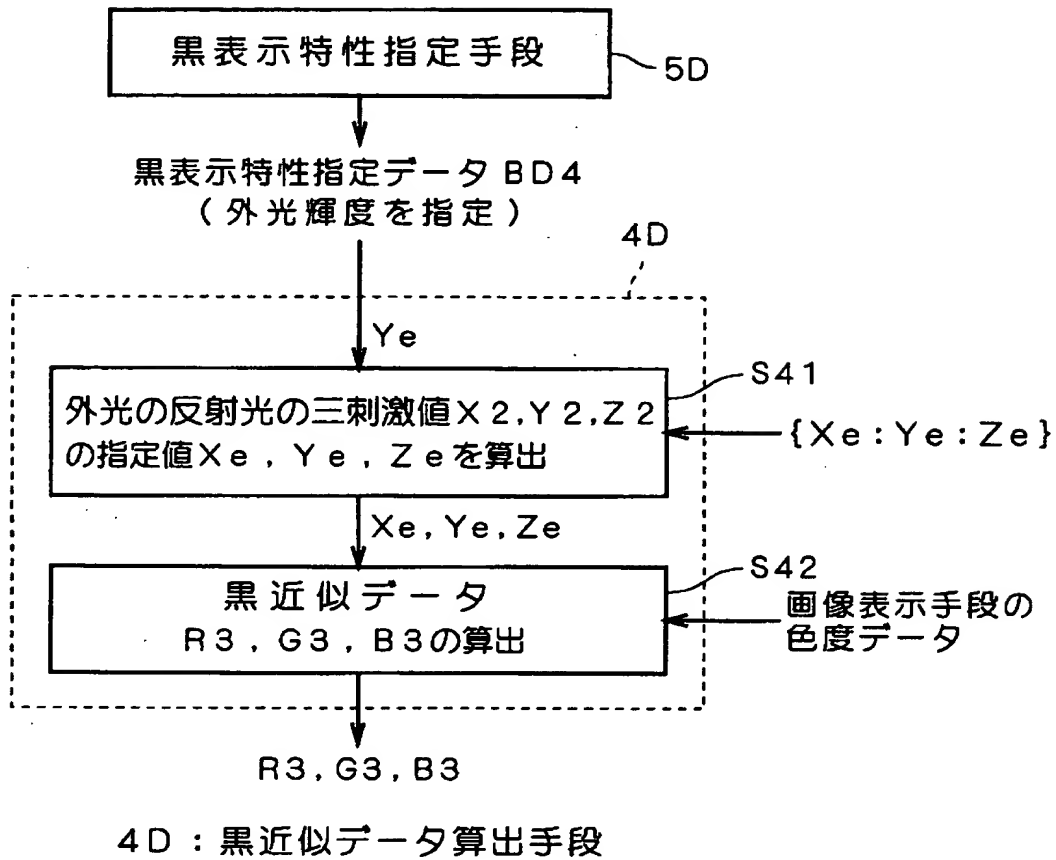 黒表示特性指定手段
5D
黒表示特性指定データBD4
(外光輝度を指定)
4D
Ye
S41
外光の反射光の三刺激値X2,Y2,Z2
の指定値Xe,Ye,Zeを算出
{Xe:Ye:Ze}
Xe,Ye,Ze
S42
黒近似データ
R3,G3,B3の算出
画像表示手段の
色度データ
R3,G3,B3
4D:黒近似データ算出手段